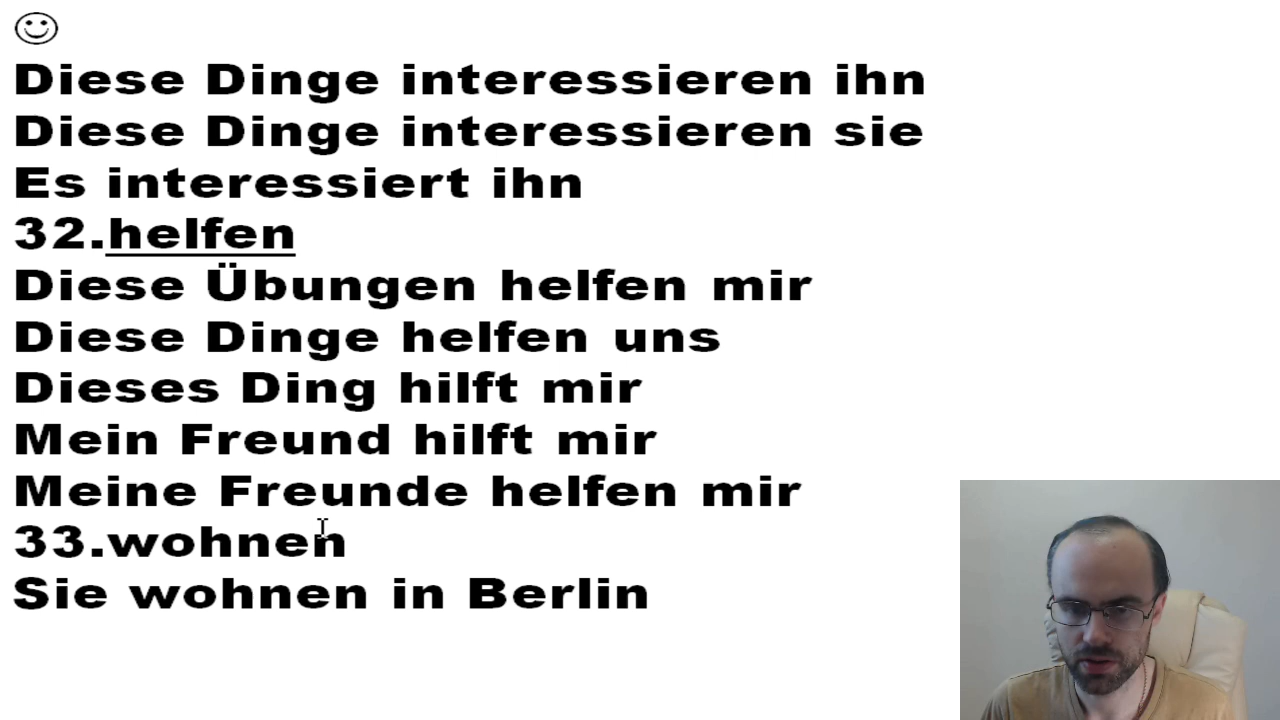 Diese Dinge interessieren ihn
Diese Dinge interessieren sie
Es interessiert ihn
32.helfen
Diese Übungen helfen mir
Diese Dinge helfen uns
Dieses Ding hilft mir
Mein Freund hilft mir
Meine Freunde helfen mir
33.wohnen
Sie wohnen in Berlin